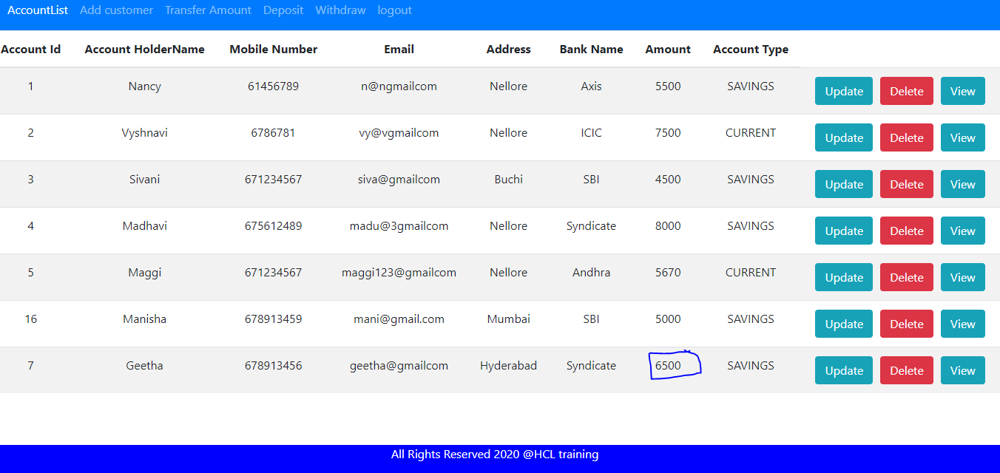 AccountList Add customer Transfer Amount Deposit Withdraw logout
Account Id Account HolderName Mobile Number Email Address Bank Name Amount Account Type
1 Nancy 61456789 n@ngmailcom Nellore Axis 5500 SAVINGS Update Delete View
2 Vyshnavi 6786781 vy@vgmailcom Nellore ICIC 7500 CURRENT Update Delete View
3 Sivani 671234567 siva@gmailcom Buchi SBI 4500 SAVINGS Update Delete View
4 Madhavi 675612489 madu@3gmailcom Nellore Syndicate 8000 SAVINGS Update Delete View
5 Maggi 671234567 maggi123@gmailcom Nellore Andhra 5670 CURRENT Update Delete View
16 Manisha 678913459 mani@gmail.com Mumbai SBI 5000 SAVINGS Update Delete View
7 Geetha 678913456 geetha@gmailcom Hyderabad Syndicate 6500 SAVINGS Update Delete View
All Rights Reserved 2020 @HCL training